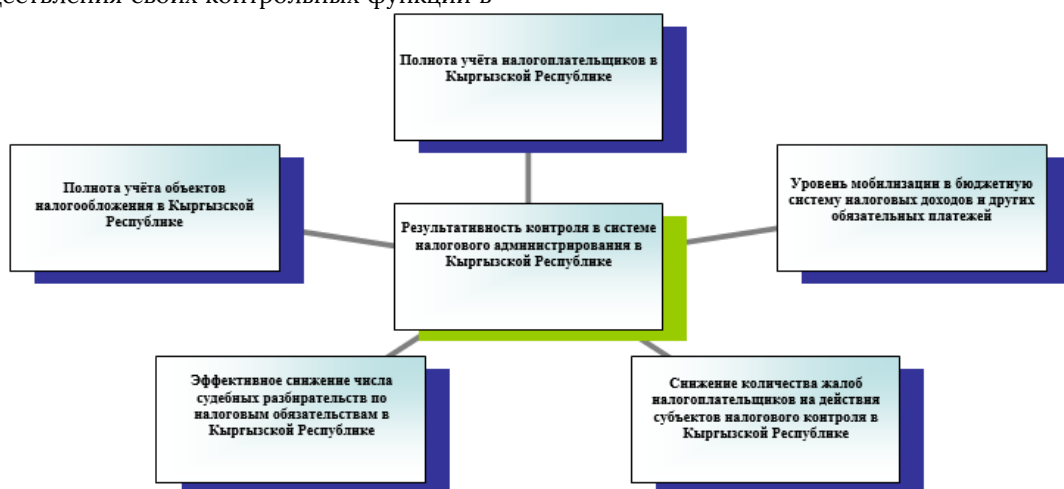 своих контрольных функций в
Полнота учёта налогоплательщиков в
Кыргызской Республике
Полнота учёта объектов
налогообложения в Кыргызской
Республике
Уровень мобилизации в бюджетную
систему налоговых доходов и других
обязательных платежей
Результативность контроля в системе
налогового администрирования в
Кыргызской Республике
Эффективное снижение числа
судебных разбирательств по
налоговым обязательствам в
Кыргызской Республике
Снижение количества жалоб
налогоплательщиков на действия
субъектов налогового контроля в
Кыргызской Республике